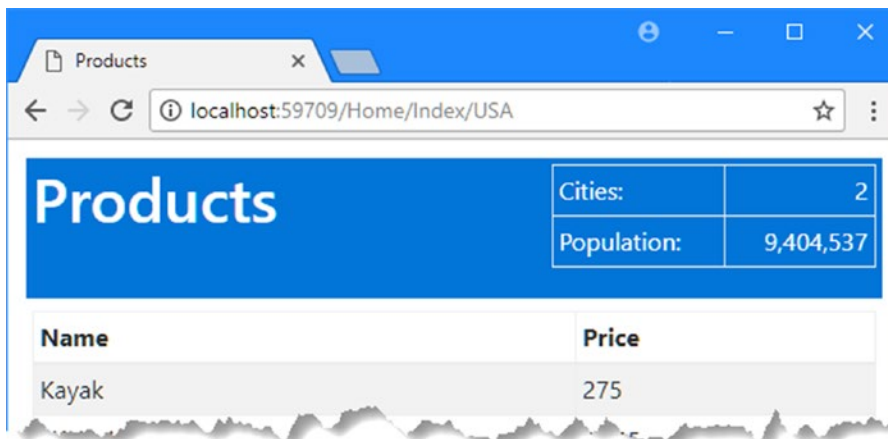 Products
localhost:59709/Home/Index/USA
Products
Cities: 2
Population: 9,404,537
Name Price
Kayak 275